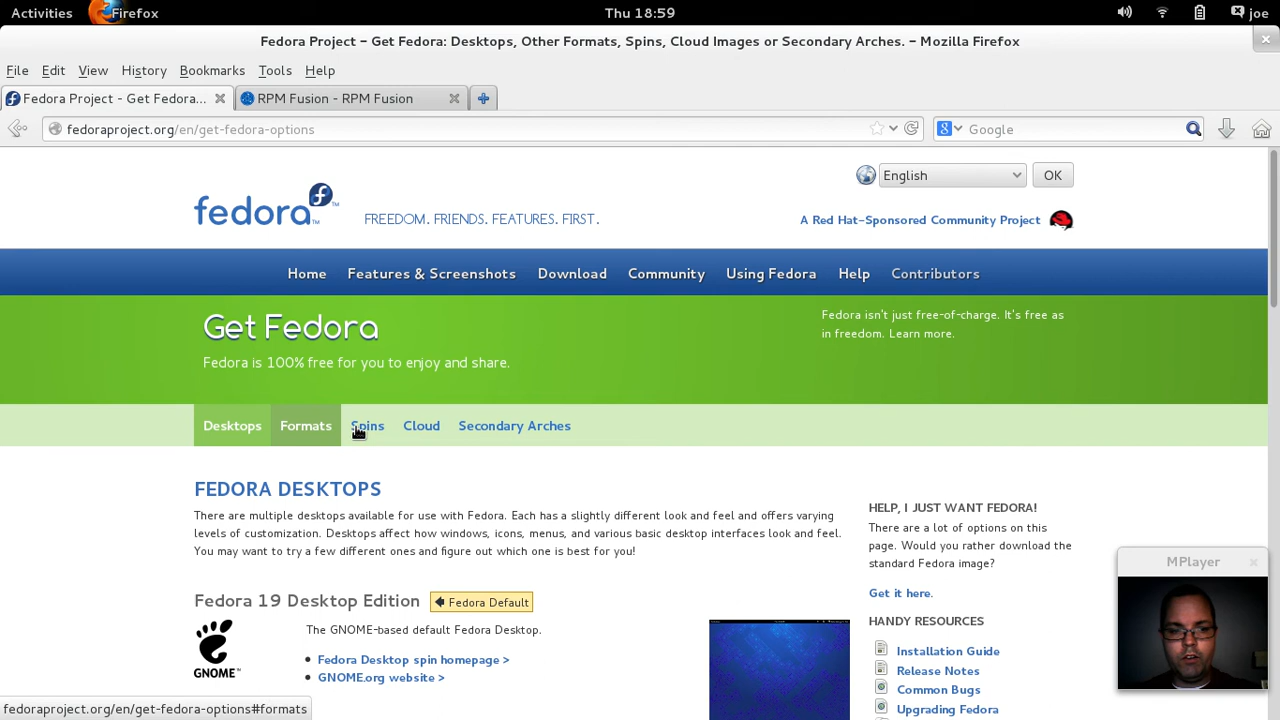 Activities Firefox Thu 18:59 joe
Fedora Project - Get Fedora: Desktops, Other Formats, Spins, Cloud Images or Secondary Arches. - Mozilla Firefox
File Edit View History Bookmarks Tools Help
Fedora Project - Get Fedora... RPM Fusion - RPM Fusion
fedoraproject.org/en/get-fedora-options Google
English OK
fedora™ FREEDOM. FRIENDS. FEATURES. FIRST. A Red Hat-Sponsored Community Project
Home Features & Screenshots Download Community Using Fedora Help Contributors
Get Fedora
Fedora is 100% free for you to enjoy and share.
Fedora isn't just free-of-charge. It's free as
in freedom. Learn more.
Desktops Formats Spins Cloud Secondary Arches
FEDORA DESKTOPS
There are multiple desktops available for use with Fedora. Each has a slightly different look and feel and offers varying
levels of customization. Desktops affect how windows, icons, menus, and various basic desktop interfaces look and feel.
You may want to try a few different ones and figure out which one is best for you!
Fedora 19 Desktop Edition Fedora Default
The GNOME-based default Fedora Desktop.
GNOME™
Fedora Desktop spin homepage >
GNOME.org website >
HELP, I JUST WANT FEDORA!
There are a lot of options on this
page. Would you rather download the
standard Fedora image?
Get it here.
HANDY RESOURCES
Installation Guide
Release Notes
Common Bugs
Upgrading Fedora
MPlayer
fedoraproject.org/en/get-fedora-options#formats